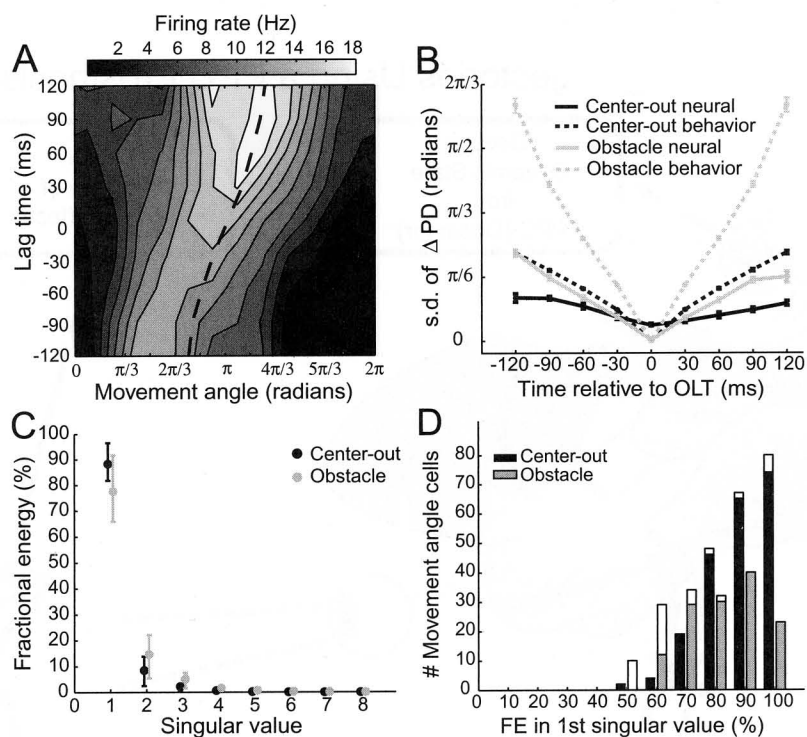 Firing rate (Hz)
2 4 6 8 10 12 14 16 18
A
Lag time (ms)
120
90
60
30
0
-30
-60
-90
-120
0 π/3 2π/3 π 4π/3 5π/3 2π
Movement angle (radians)
B
s.d. of Δ PD (radians)
2π/3
π/2
π/3
π/6
0
Center-out neural
Center-out behavior
Obstacle neural
Obstacle behavior
-120 -90 -60 -30 0 30 60 90 120
Time relative to OLT (ms)
C
Fractional energy (%)
100
90
80
70
60
50
40
30
20
10
0
Center-out
Obstacle
0 1 2 3 4 5 6 7 8
Singular value
D
# Movement angle cells
80
70
60
50
40
30
20
10
0
Center-out
Obstacle
0 10 20 30 40 50 60 70 80 90 100
FE in 1st singular value (%)